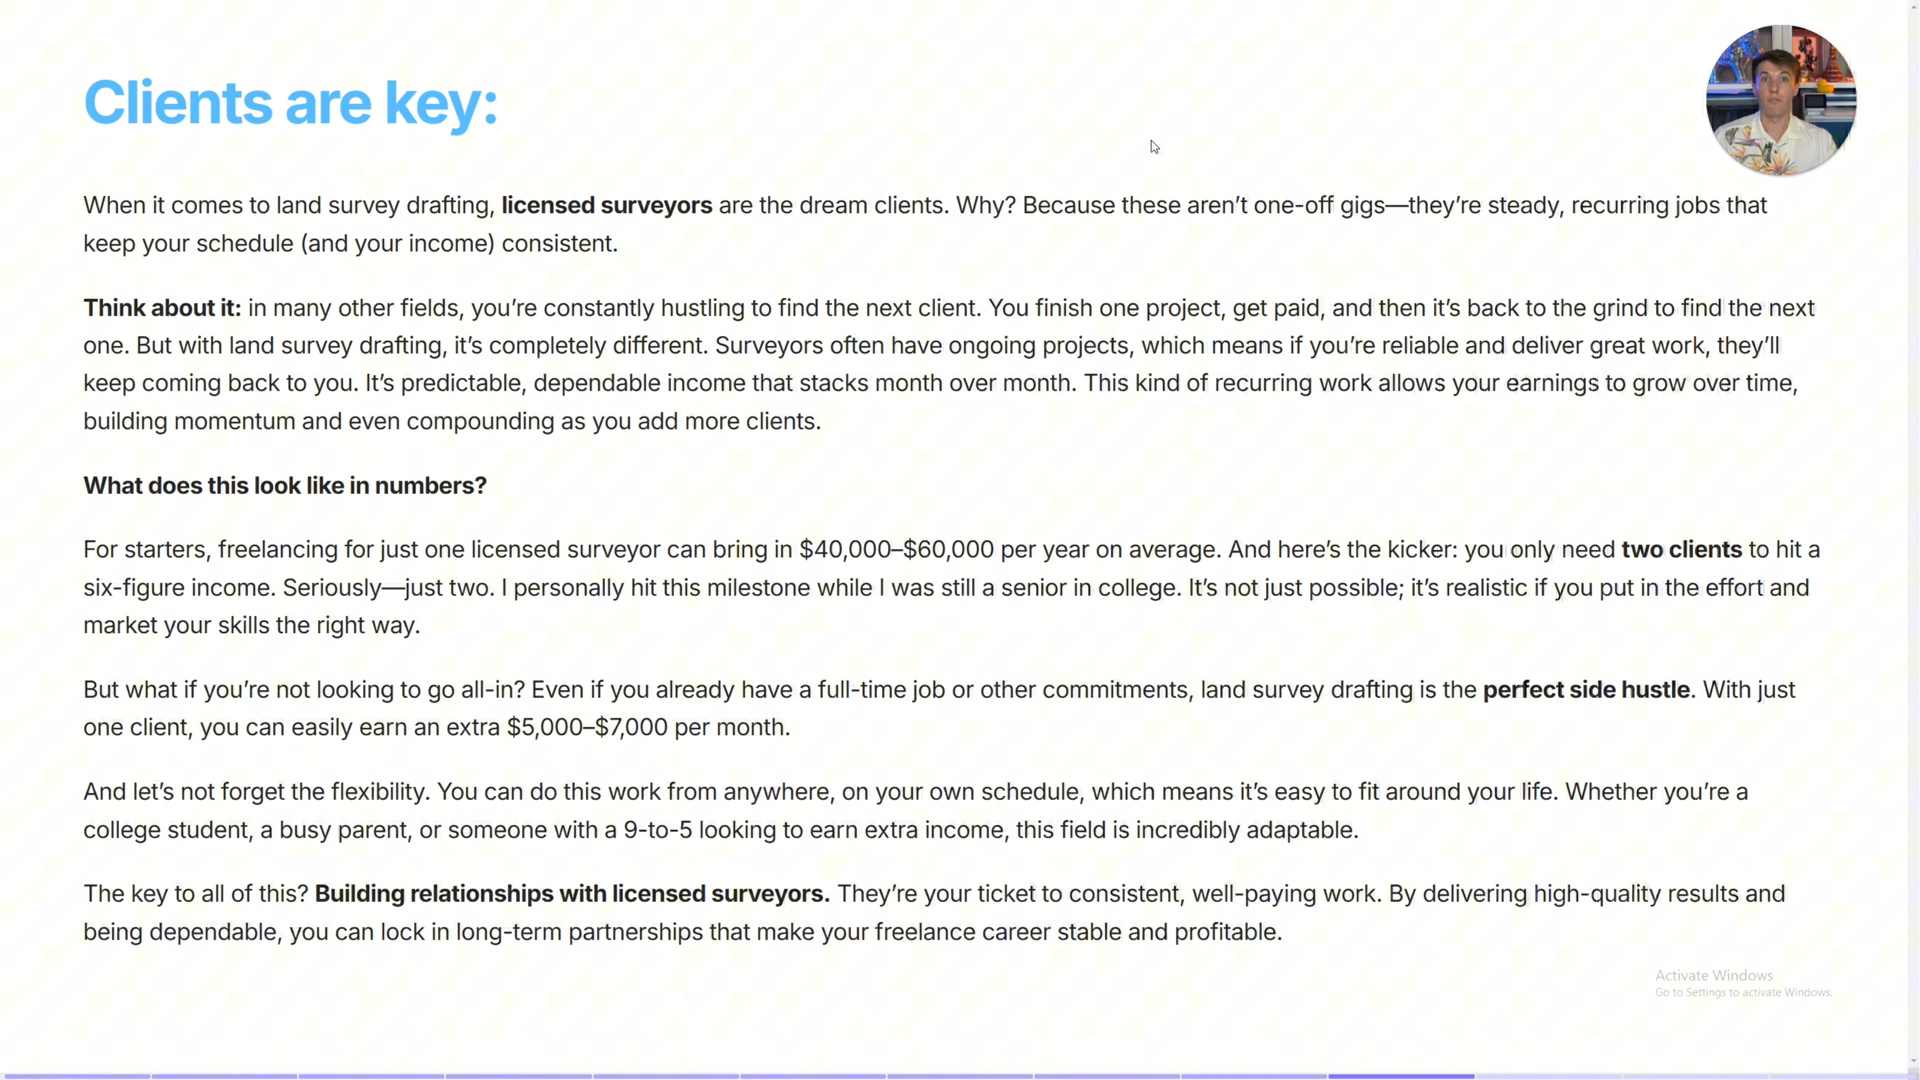 Clients are key:
When it comes to land survey drafting, licensed surveyors are the dream clients. Why? Because these aren’t one-off gigs—they’re steady, recurring jobs that
keep your schedule (and your income) consistent.
Think about it: in many other fields, you’re constantly hustling to find the next client. You finish one project, get paid, and then it’s back to the grind to find the next
one. But with land survey drafting, it’s completely different. Surveyors often have ongoing projects, which means if you’re reliable and deliver great work, they’ll
keep coming back to you. It’s predictable, dependable income that stacks month over month. This kind of recurring work allows your earnings to grow over time,
building momentum and even compounding as you add more clients.
What does this look like in numbers?
For starters, freelancing for just one licensed surveyor can bring in $40,000–$60,000 per year on average. And here’s the kicker: you only need two clients to hit a
six-figure income. Seriously—just two. I personally hit this milestone while I was still a senior in college. It’s not just possible; it’s realistic if you put in the effort and
market your skills the right way.
But what if you’re not looking to go all-in? Even if you already have a full-time job or other commitments, land survey drafting is the perfect side hustle. With just
one client, you can easily earn an extra $5,000–$7,000 per month.
And let’s not forget the flexibility. You can do this work from anywhere, on your own schedule, which means it’s easy to fit around your life. Whether you’re a
college student, a busy parent, or someone with a 9-to-5 looking to earn extra income, this field is incredibly adaptable.
The key to all of this? Building relationships with licensed surveyors. They’re your ticket to consistent, well-paying work. By delivering high-quality results and
being dependable, you can lock in long-term partnerships that make your freelance career stable and profitable.
Activate Windows
Go to Settings to activate Windows.